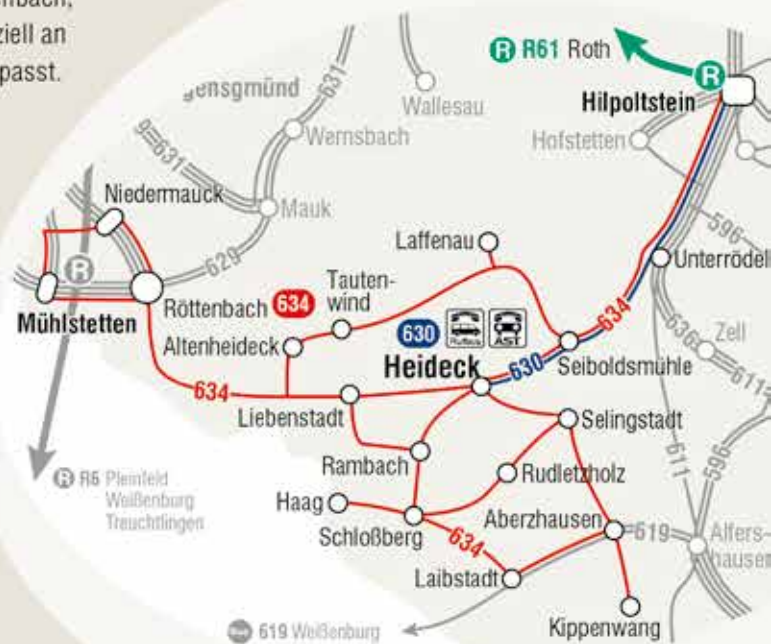 ziell an
passt.
R R61 Roth
R
Hilpoltstein
gensgmünd
631
Wallesau
Wernsbach
631
Hofstetten
Niedermauck
Mauk
596
R
629
Laffenau
Unterrödel
Mühlstetten
Röttenbach 634
Tauten-
wind
634
630
AST
636
Zell
Altenheideck
Heideck
630
Seiboldsmühle
611
634
Liebenstadt
Selingstadt
611
596
R R6 Pleinfeld
Weißenburg
Treuchtlingen
Rambach
Rudletzholz
Haag
Aberzhausen
619
Alfers-
hausen
Schloßberg
634
Laibstadt
619 Weißenburg
Kippenwang